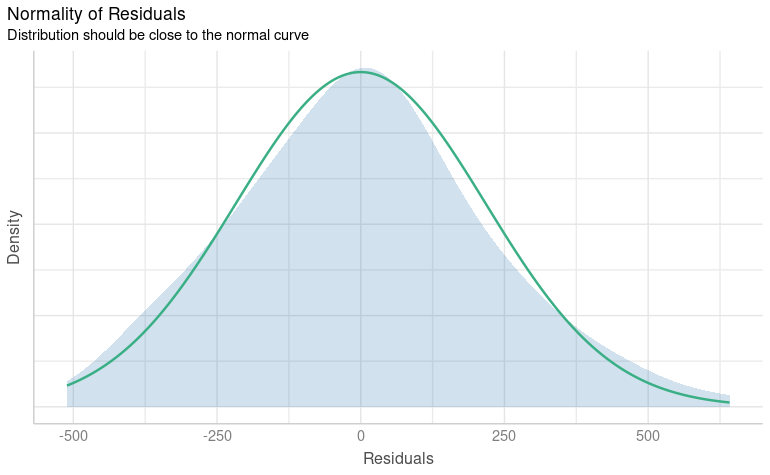 Normality of Residuals
Distribution should be close to the normal curve
Density
-500 -250 0 250 500
Residuals